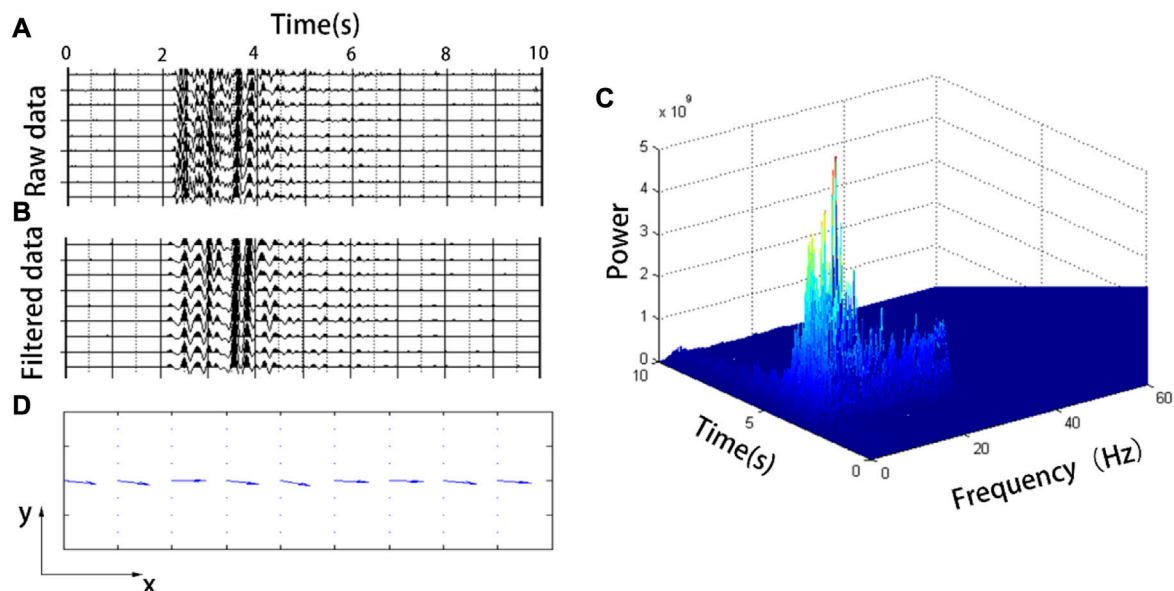 A
Time(s)
0 2 4 6 8 10
Raw data
B
Filtered data
D
y
x
C
x 10⁹
5
4
3
2
1
0
Power
10
5
0
Time(s)
0
20
40
60
Frequency (Hz)